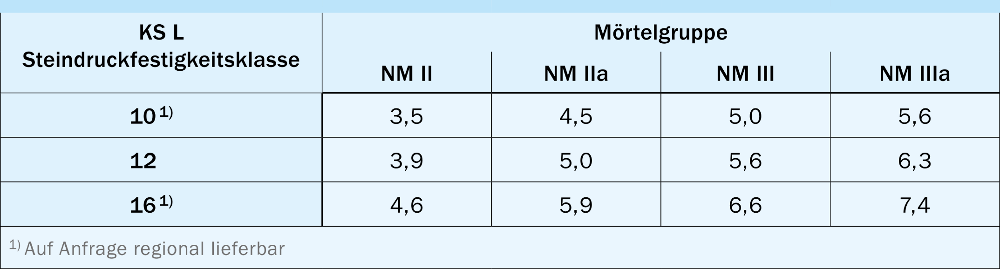 KS L
Steindruckfestigkeitsklasse
Mörtelgruppe
NM II NM IIa NM III NM IIIa
10 1) 3,5 4,5 5,0 5,6
12 3,9 5,0 5,6 6,3
16 1) 4,6 5,9 6,6 7,4
1) Auf Anfrage regional lieferbar